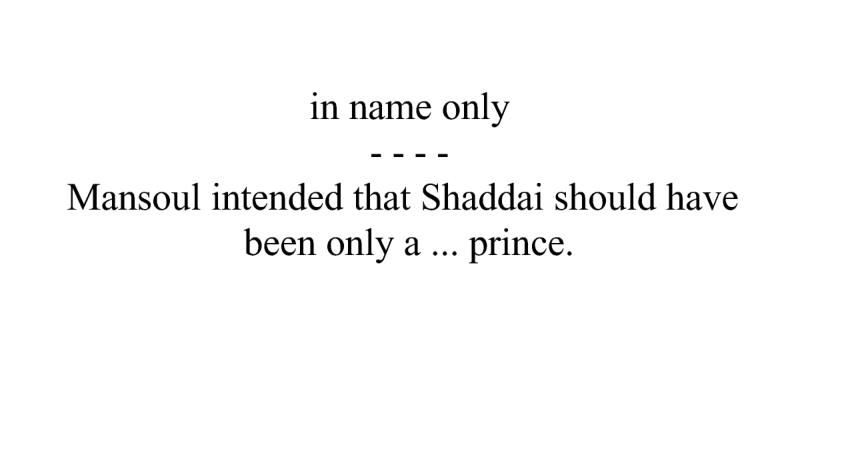 in name only
- - - -
Mansoul intended that Shaddai should have
been only a ... prince.